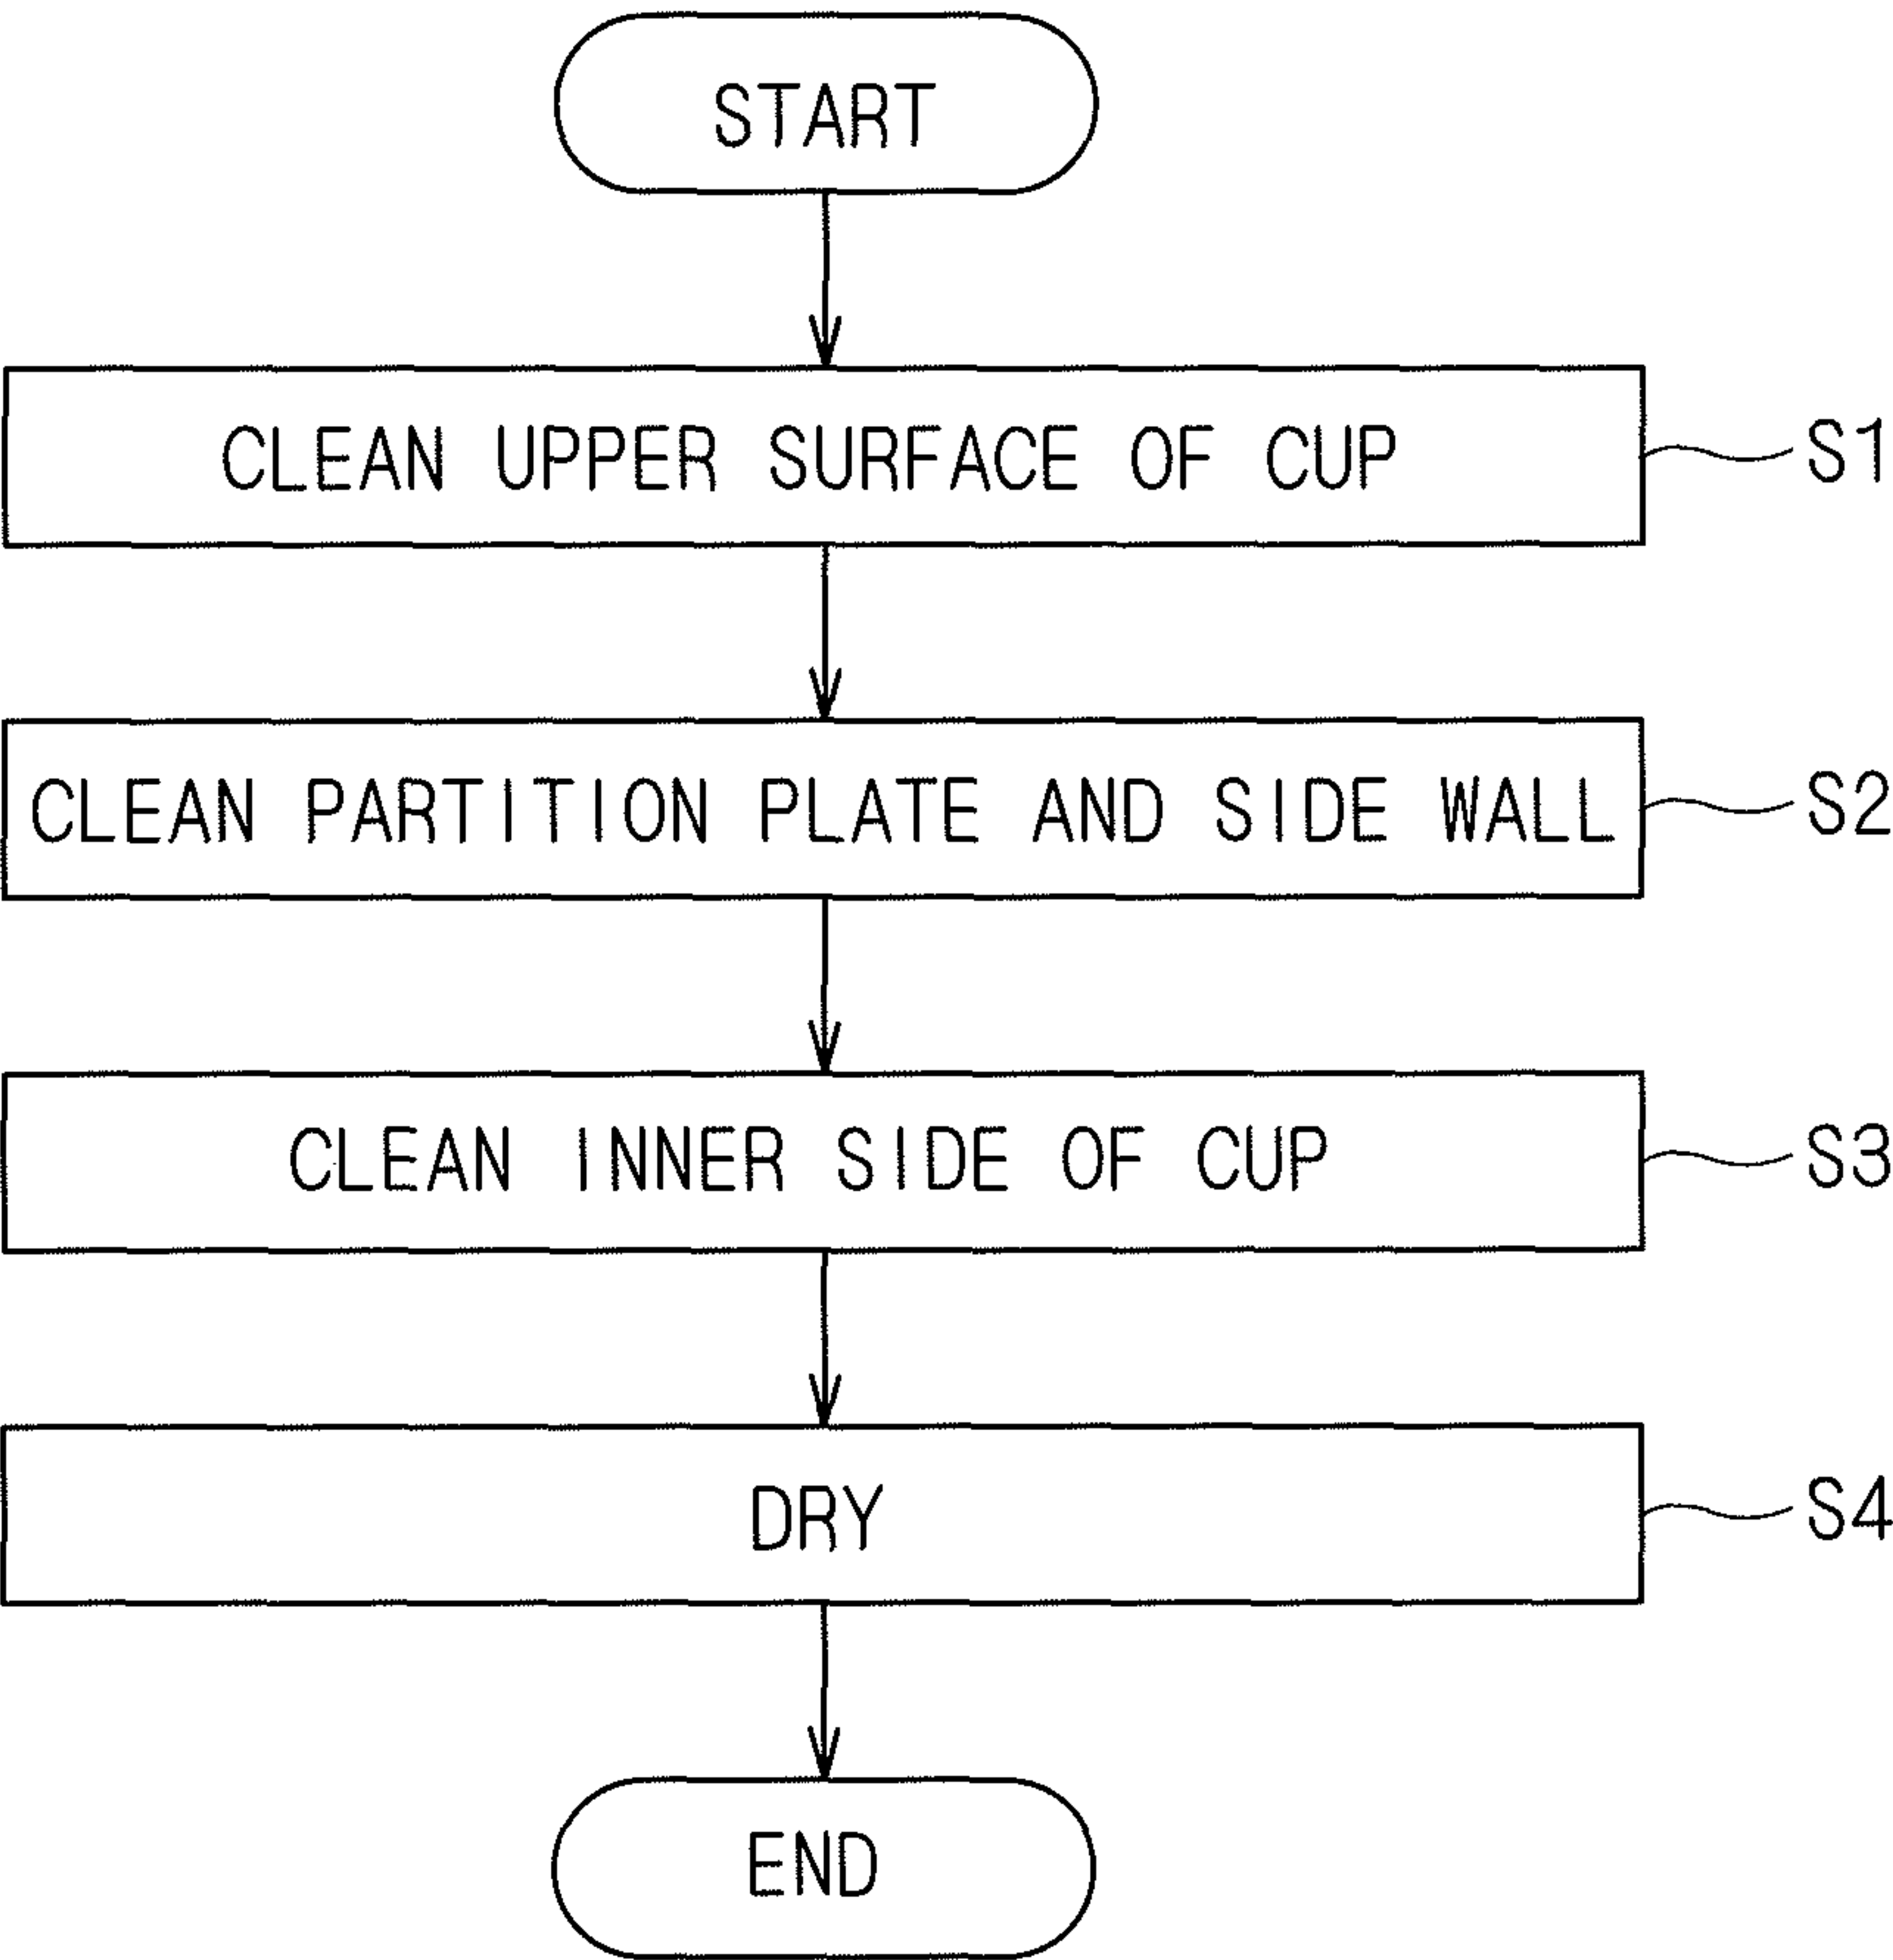 START
CLEAN UPPER SURFACE OF CUP
S1
CLEAN PARTITION PLATE AND SIDE WALL
S2
CLEAN INNER SIDE OF CUP
S3
DRY
S4
END